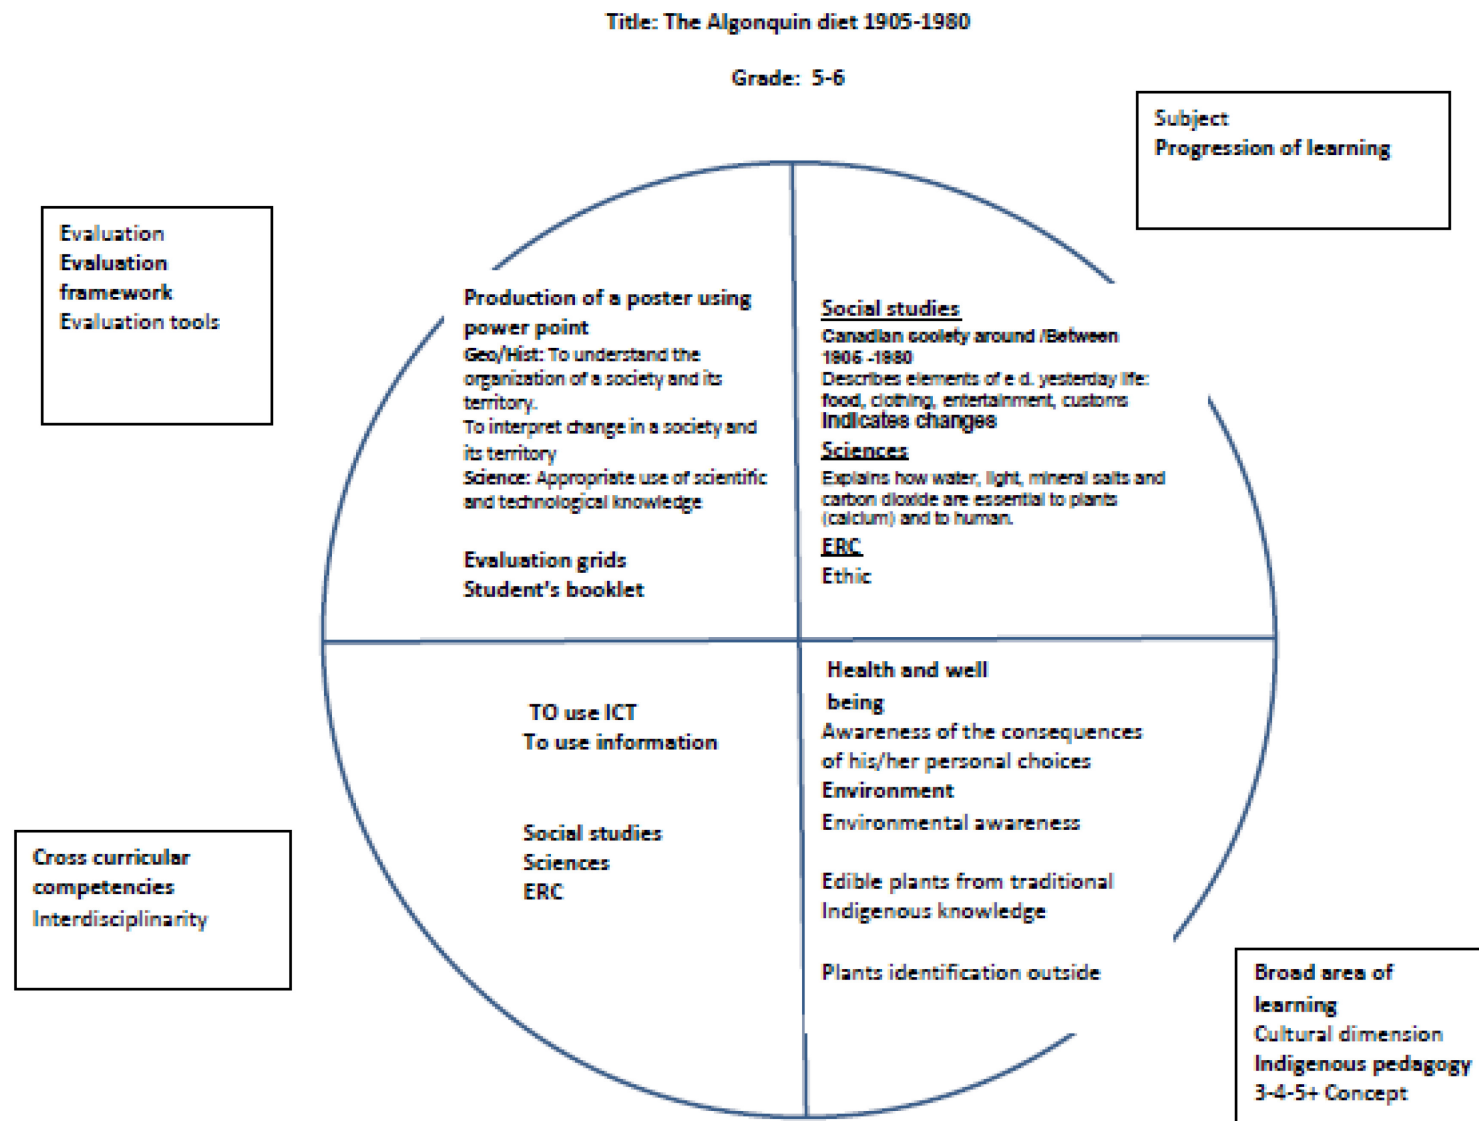 Title: The Algonquin diet 1905-1980
Grade: 5-6
Subject
Progression of learning
Evaluation
Evaluation
framework
Evaluation tools
Production of a poster using
power point
Geo/Hist: To understand the
organization of a society and its
territory.
To interpret change in a society and
its territory
Science: Appropriate use of scientific
and technological knowledge
Evaluation grids
Student's booklet
Social studies
Canadian society around /Between
1905 -1980
Describes elements of e d. yesterday life:
food, clothing, entertainment, customs
Indicates changes
Sciences
Explains how water, light, mineral salts and
carbon dioxide are essential to plants
(calcium) and to human.
ERC
Ethic
TO use ICT
To use information
Social studies
Sciences
ERC
Health and well
being
Awareness of the consequences
of his/her personal choices
Environment
Environmental awareness
Edible plants from traditional
Indigenous knowledge
Plants identification outside
Cross curricular
competencies
Interdisciplinarity
Broad area of
learning
Cultural dimension
Indigenous pedagogy
3-4-5+ Concept